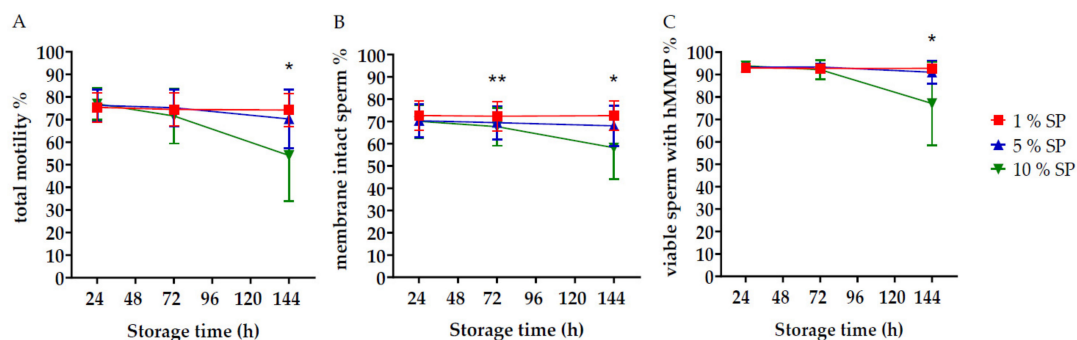 A
total motility %
100
90
80
70
60
50
40
30
20
10
0
*
24 48 72 96 120 144
Storage time (h)
B
membrane intact sperm %
100
90
80
70
60
50
40
30
20
10
0
**
*
24 48 72 96 120 144
Storage time (h)
C
viable sperm with hMMP %
100
90
80
70
60
50
40
30
20
10
0
*
24 48 72 96 120 144
Storage time (h)
1 % SP
5 % SP
10 % SP